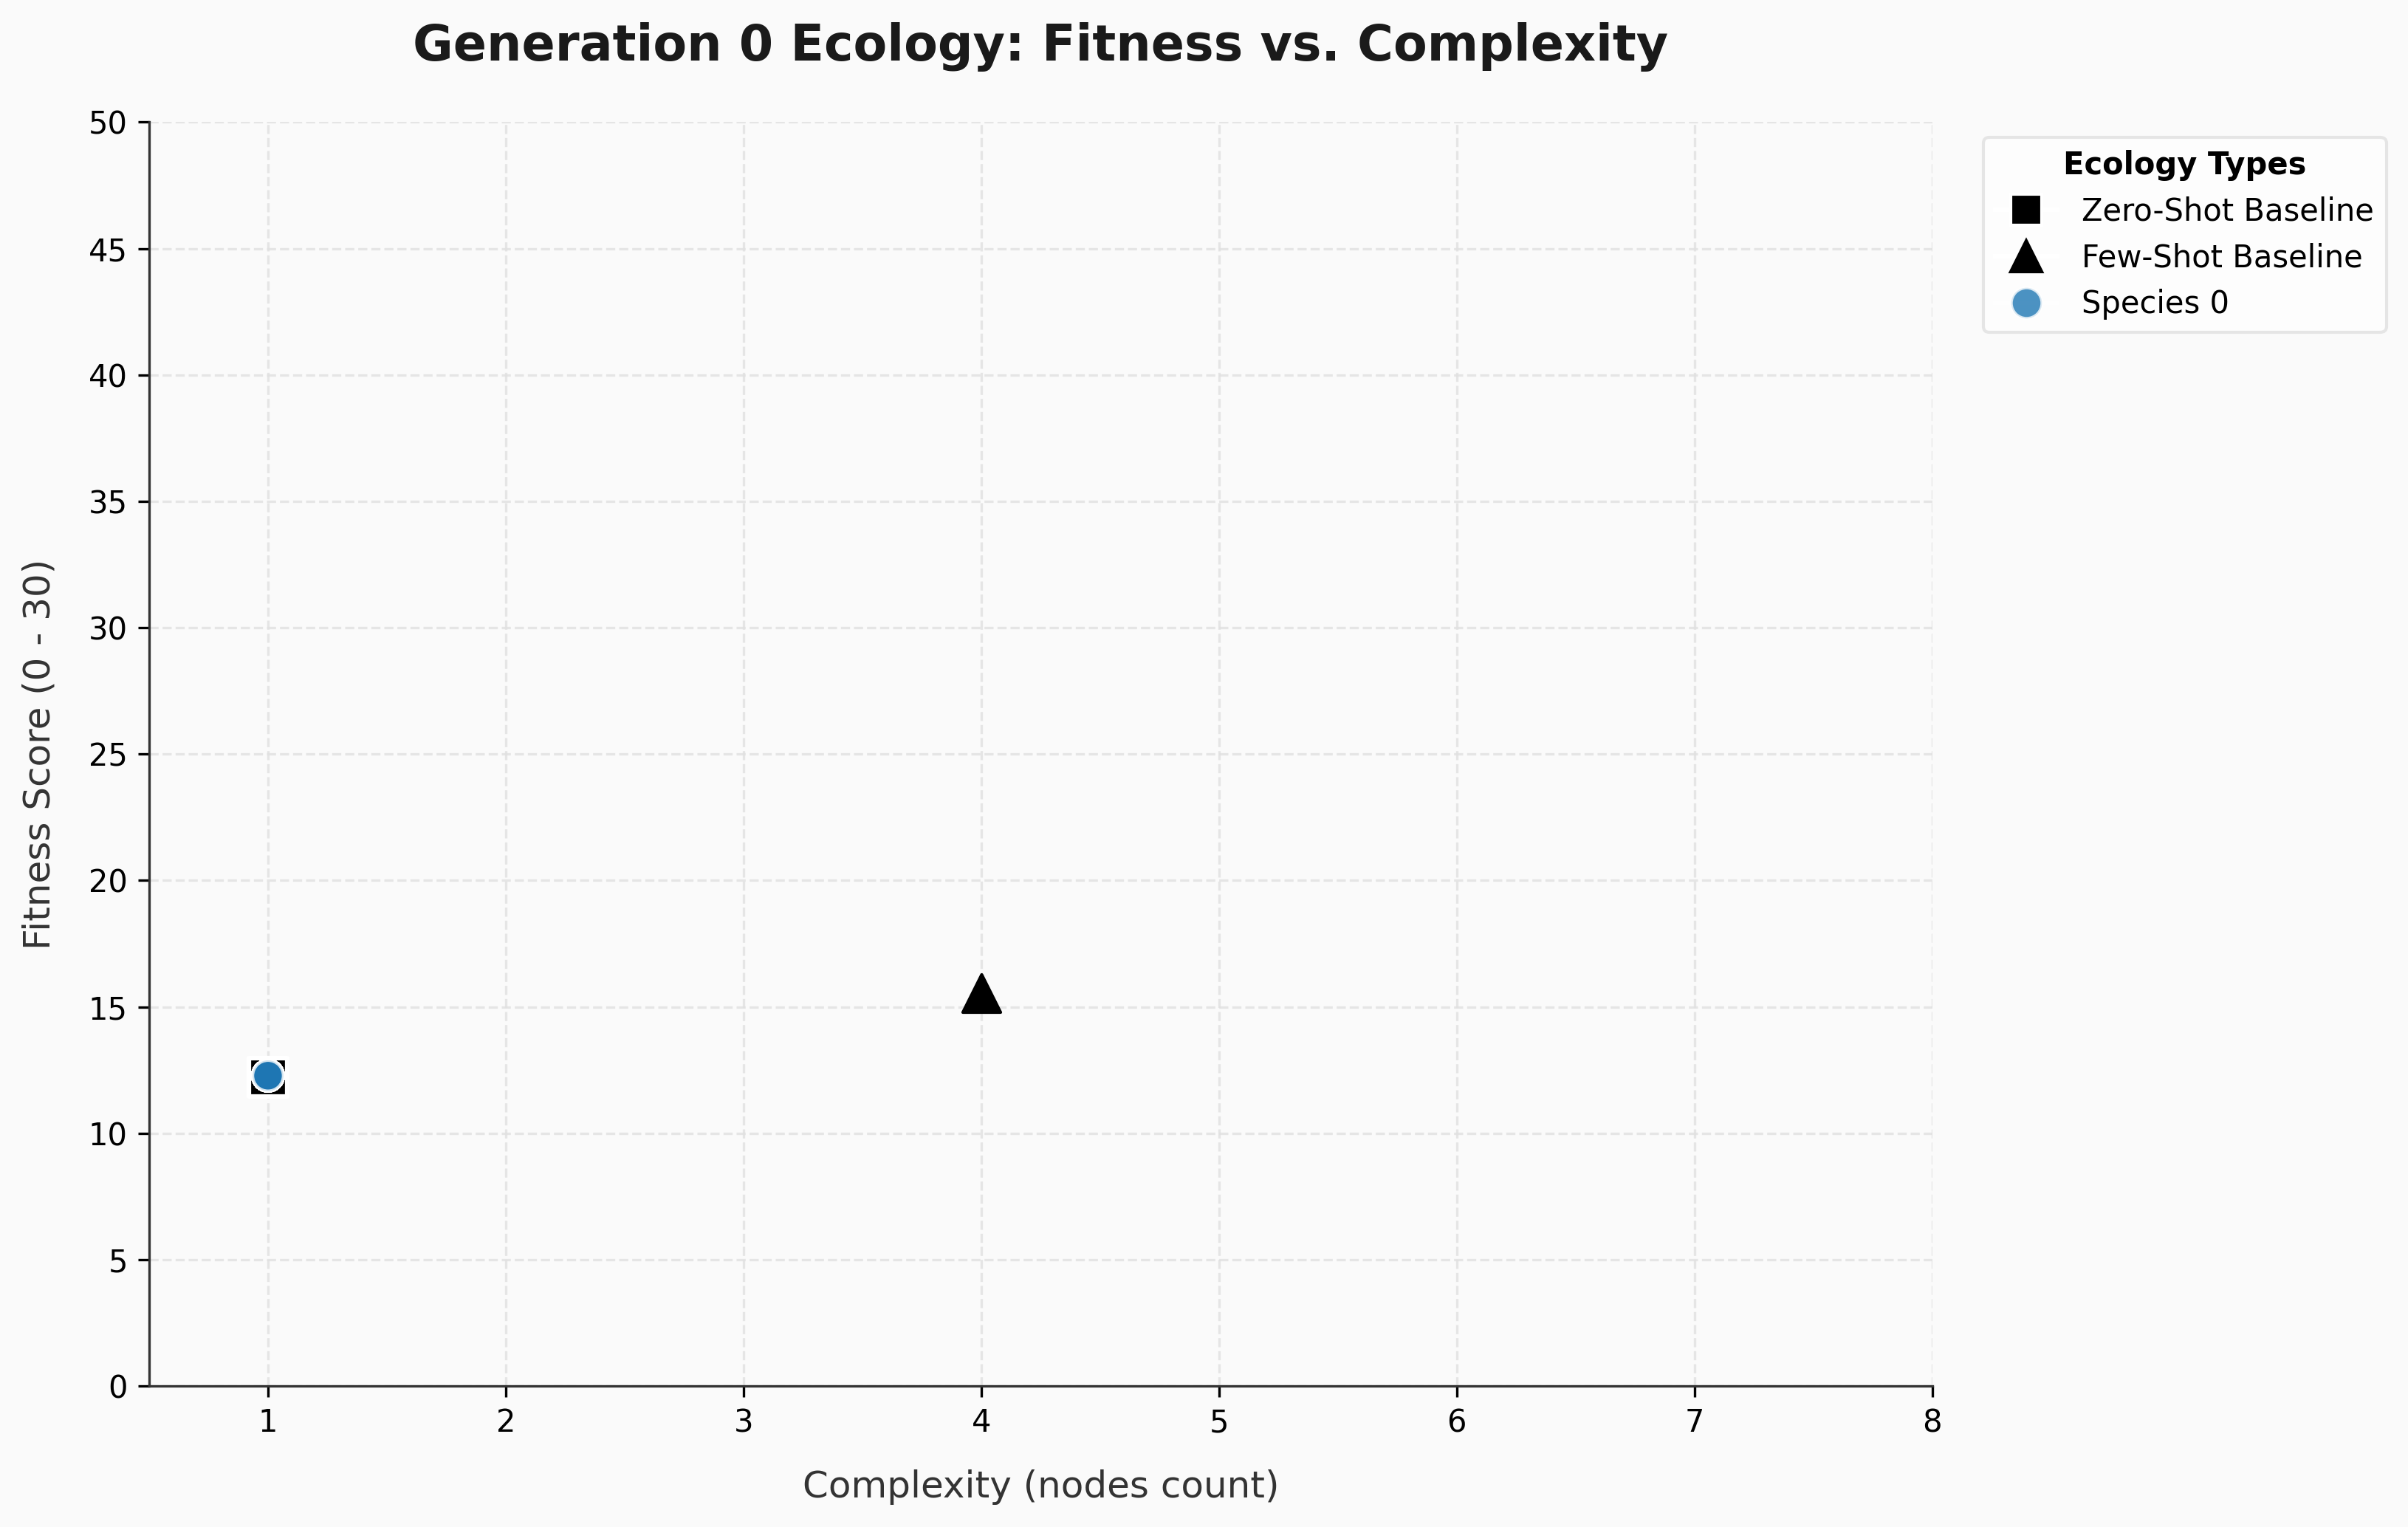 Generation 0 Ecology: Fitness vs. Complexity
50
45
40
35
30
25
20
15
10
5
0
Fitness Score (0 - 30)
1 2 3 4 5 6 7 8
Complexity (nodes count)
Ecology Types
Zero-Shot Baseline
Few-Shot Baseline
Species 0